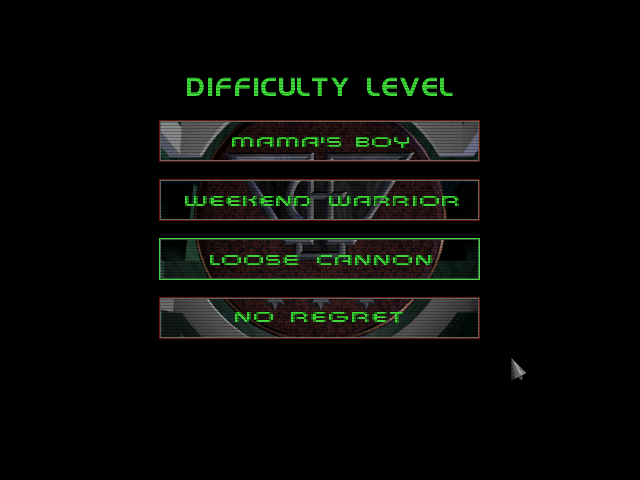 DIFFICULTY LEVEL
MAMA'S BOY
WEEKEND WARRIOR
LOOSE CANNON
NO REGRET